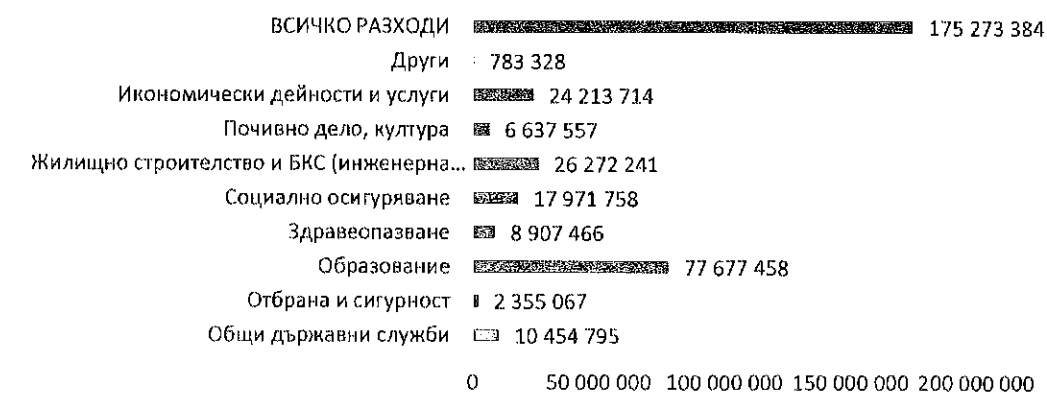 ВСИЧКО РАЗХОДИ 175 273 384
Други 783 328
Икономически дейности и услуги 24 213 714
Почивно дело, култура 6 637 557
Жилищно строителство и БКС (инженерна... 26 272 241
Социално осигуряване 17 971 758
Здравеопазване 8 907 466
Образование 77 677 458
Отбрана и сигурност 2 355 067
Общи държавни служби 10 454 795
0 50 000 000 100 000 000 150 000 000 200 000 000